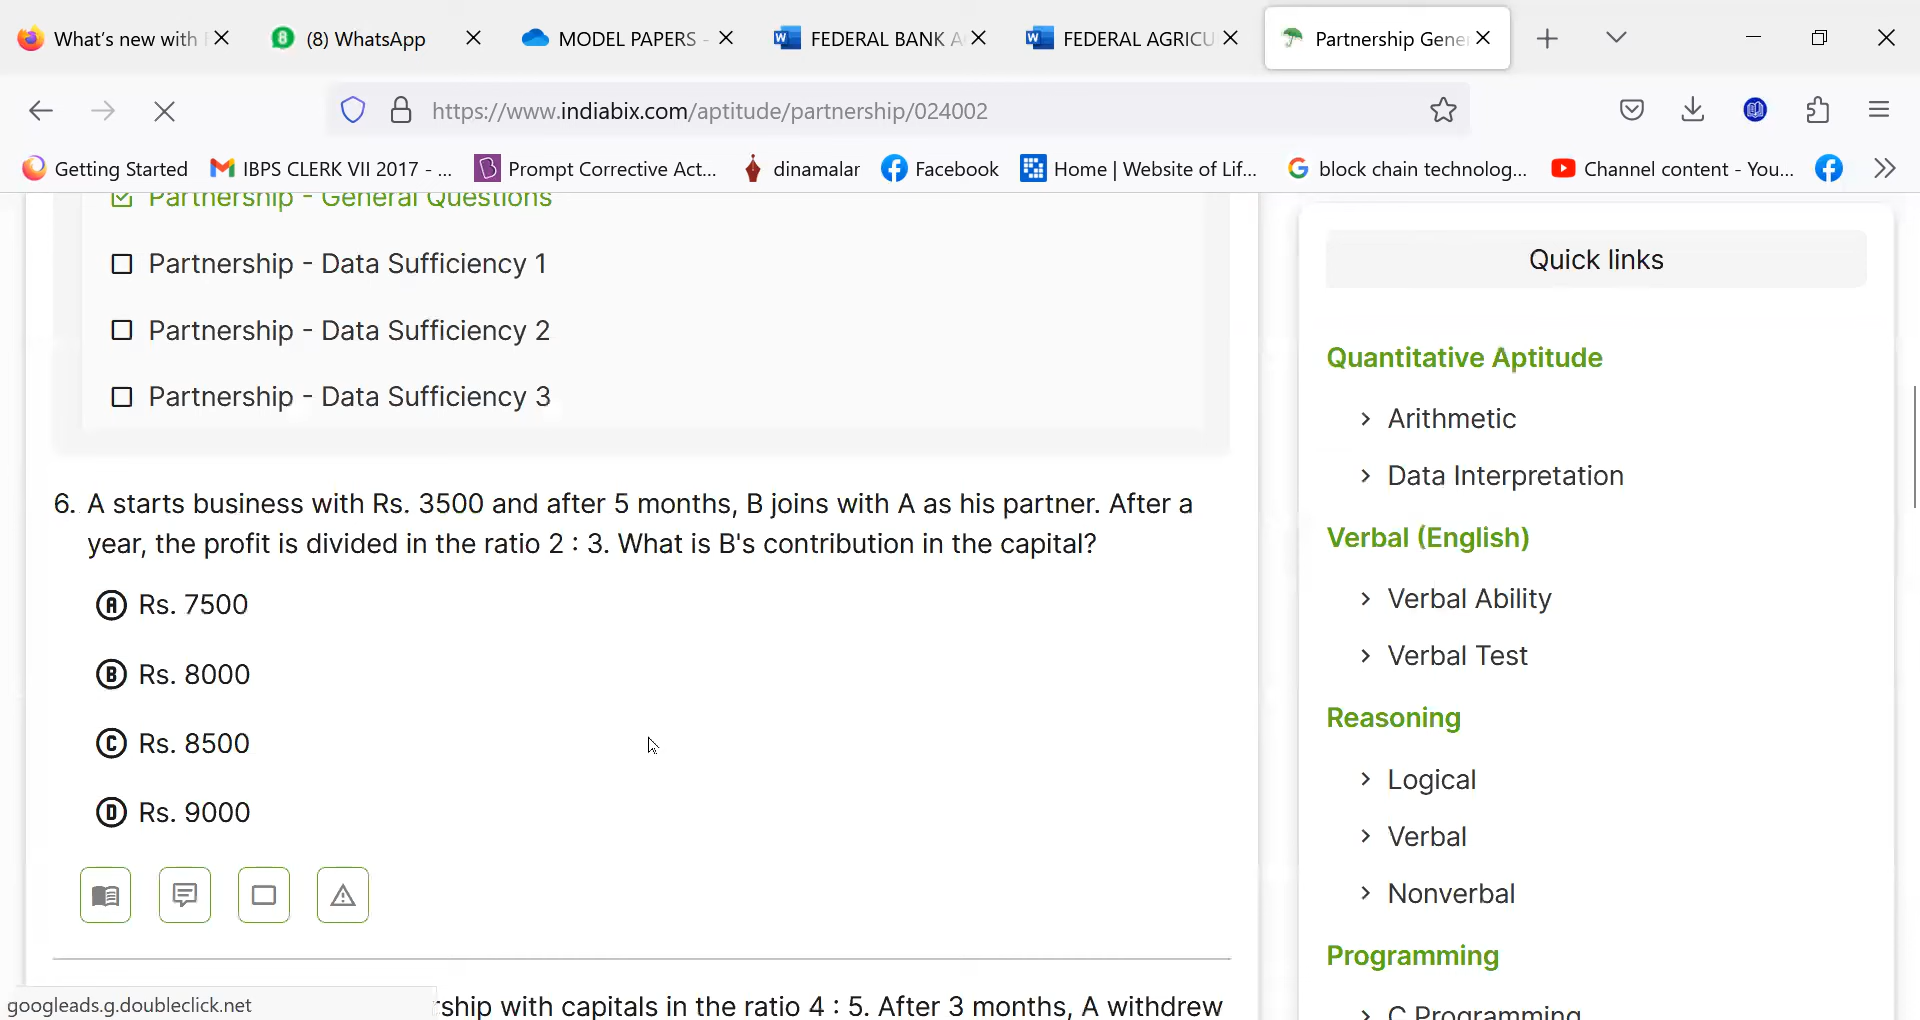 What's new with
(8) WhatsApp
MODEL PAPERS -
FEDERAL BANK A
FEDERAL AGRICU
Partnership Gene
https://www.indiabix.com/aptitude/partnership/024002
Getting Started
IBPS CLERK VII 2017 - ...
Prompt Corrective Act...
dinamalar
Facebook
Home | Website of Lif...
block chain technolog...
Channel content - You...
Partnership - General Questions
Partnership - Data Sufficiency 1
Partnership - Data Sufficiency 2
Partnership - Data Sufficiency 3
6. A starts business with Rs. 3500 and after 5 months, B joins with A as his partner. After a
year, the profit is divided in the ratio 2 : 3. What is B's contribution in the capital?
A Rs. 7500
B Rs. 8000
C Rs. 8500
D Rs. 9000
rship with capitals in the ratio 4 : 5. After 3 months, A withdrew
googleads.g.doubleclick.net
Quick links
Quantitative Aptitude
Arithmetic
Data Interpretation
Verbal (English)
Verbal Ability
Verbal Test
Reasoning
Logical
Verbal
Nonverbal
Programming
C Programming